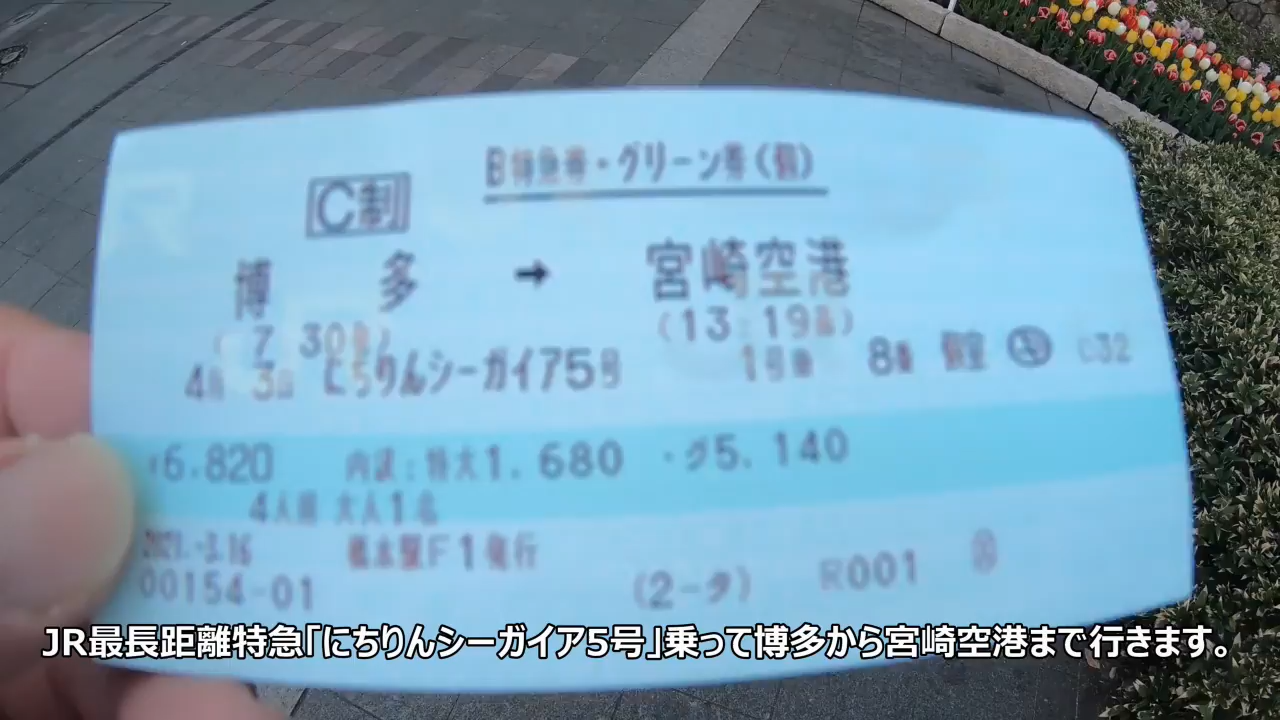 B特急券・グリーン券(個)
C制
博多 → 宮崎空港
(7:30発) (13:19着)
4月 3日 にちりんシーガイア5号 1号車 8番 個室 C32
¥6.820 内訳:特大1.680 ・グ5.140
4人用 大人1名
2021.-3.16 橋本駅F1発行
00154-01 (2-タ) R001
JR最長距離特急「にちりんシーガイア5号」乗って博多から宮崎空港まで行きます。